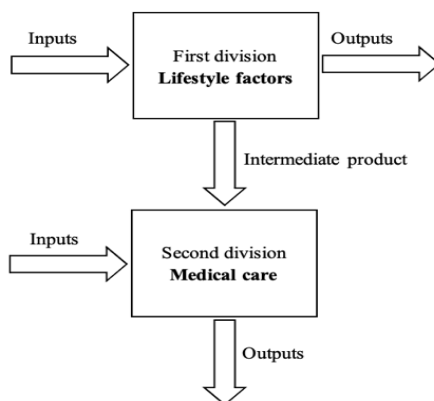 Inputs
Outputs
First division
Lifestyle factors
Intermediate product
Inputs
Second division
Medical care
Outputs